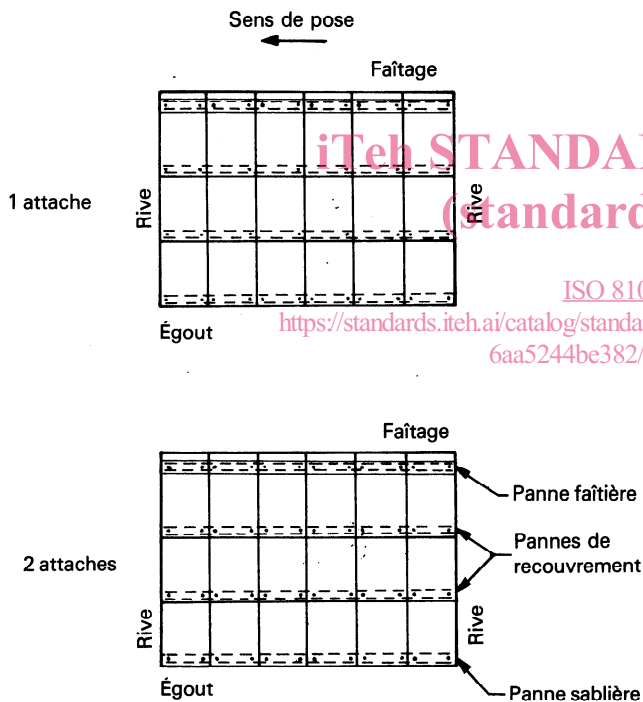 Sens de pose
Faîtage
iTeh STANDA
(standard
1 attache
Rive
Rive
ISO 810
https://standards.iteh.ai/catalog/standa
6aa5244be382/
Égout
Faîtage
Panne faîtière
Pannes de
recouvrement
2 attaches
Rive
Rive
Égout
Panne sablière